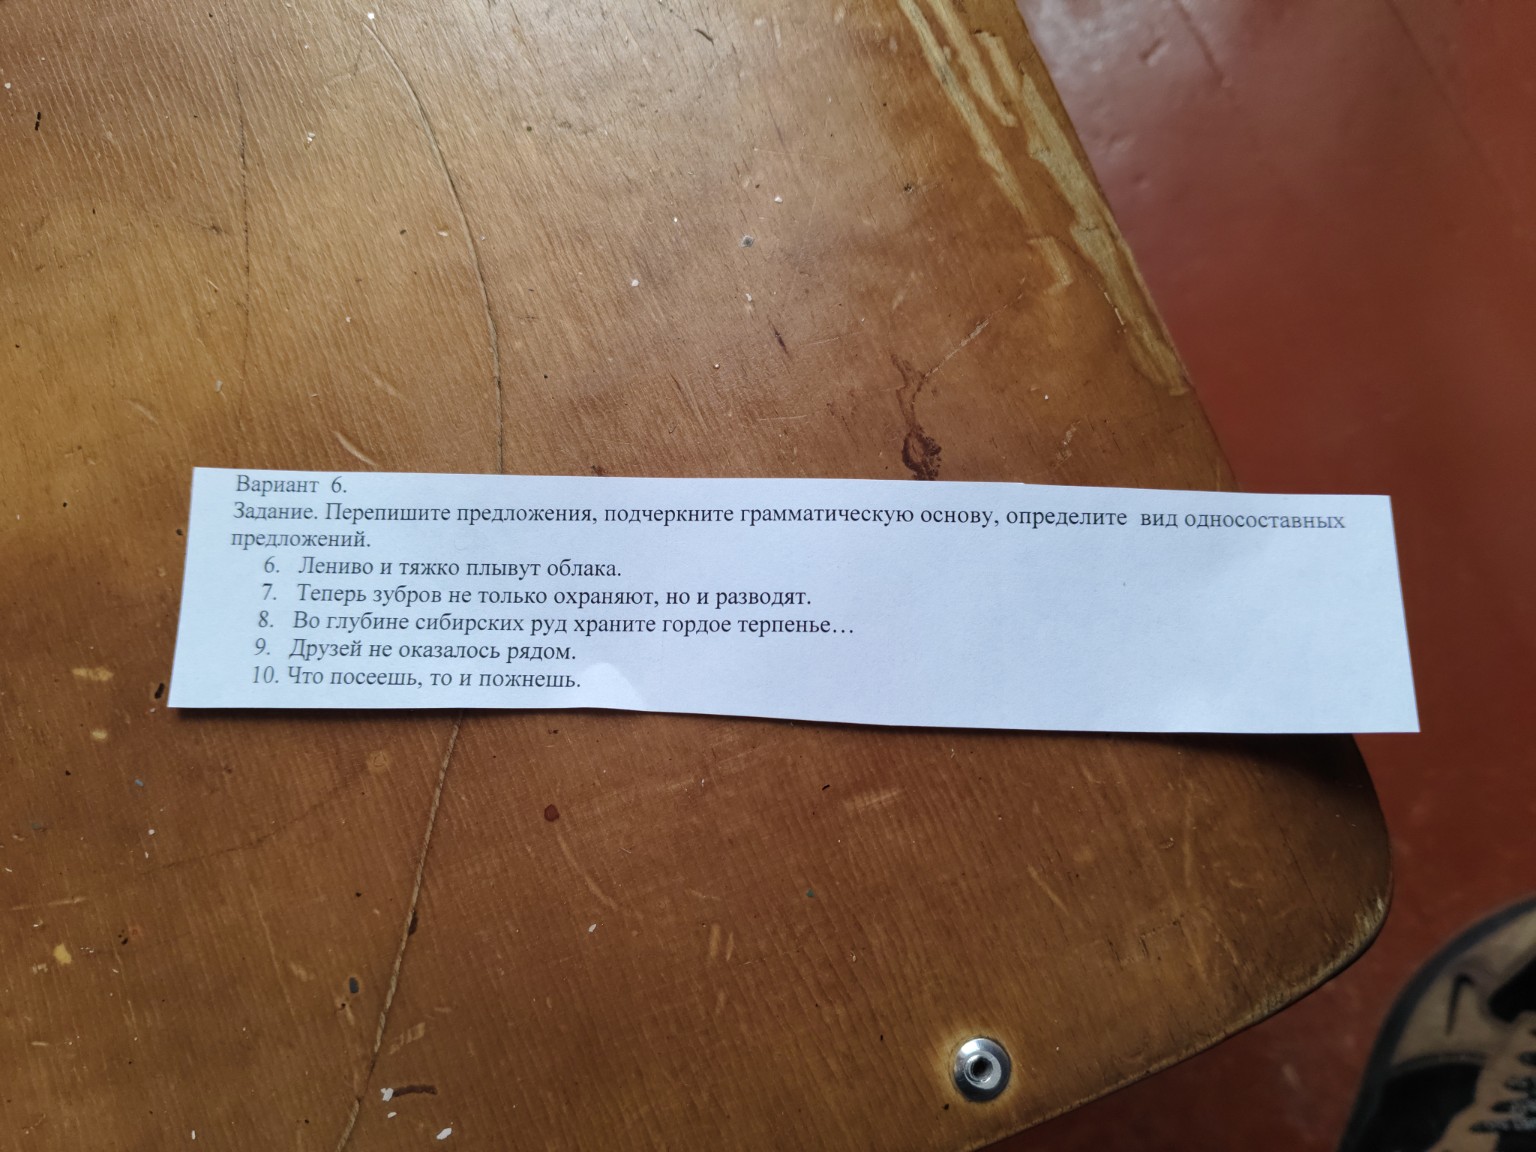 Вариант 6.
Задание. Перепишите предложения, подчеркните грамматическую основу, определите вид односоставных
предложений.
6. Лениво и тяжко плывут облака.
7. Теперь зубров не только охраняют, но и разводят.
8. Во глубине сибирских руд храните гордое терпенье…
9. Друзей не оказалось рядом.
10. Что посеешь, то и пожнешь.